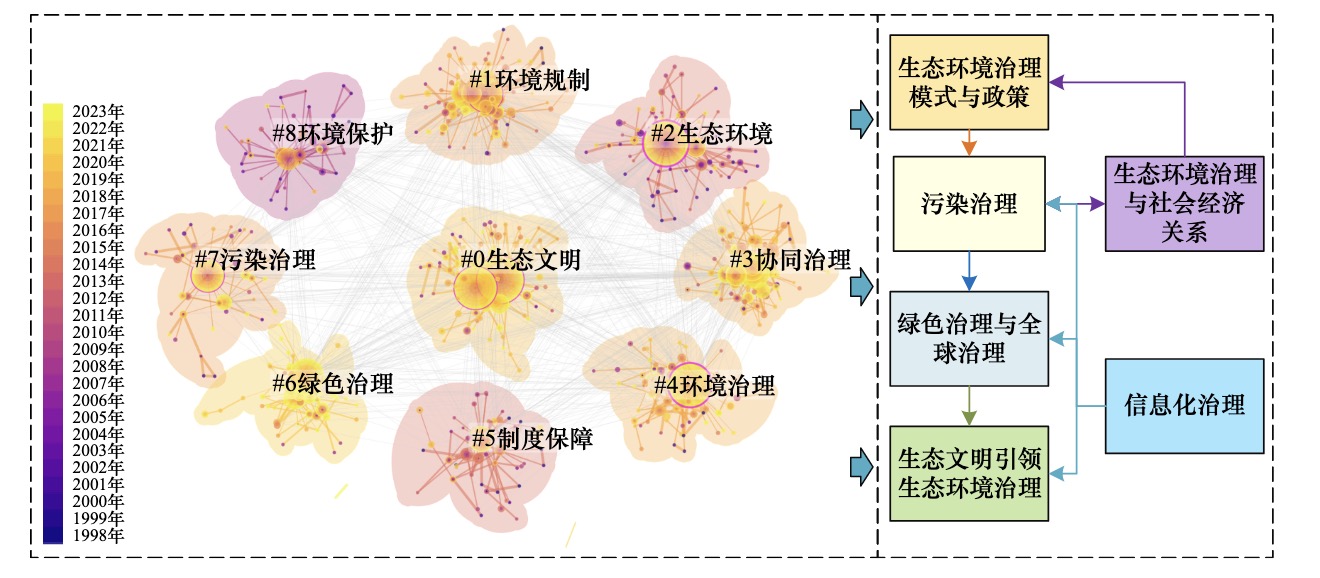 2023年
2022年
2021年
2020年
2019年
2018年
2017年
2016年
2015年
2014年
2013年
2012年
2011年
2010年
2009年
2008年
2007年
2006年
2005年
2004年
2003年
2002年
2001年
2000年
1999年
1998年
#1环境规制
#8环境保护
#2生态环境
#7污染治理
#0生态文明
#3协同治理
#6绿色治理
#4环境治理
#5制度保障
生态环境治理
模式与政策
污染治理
绿色治理与全
球治理
生态文明引领
生态环境治理
生态环境治理
与社会经济
关系
信息化治理